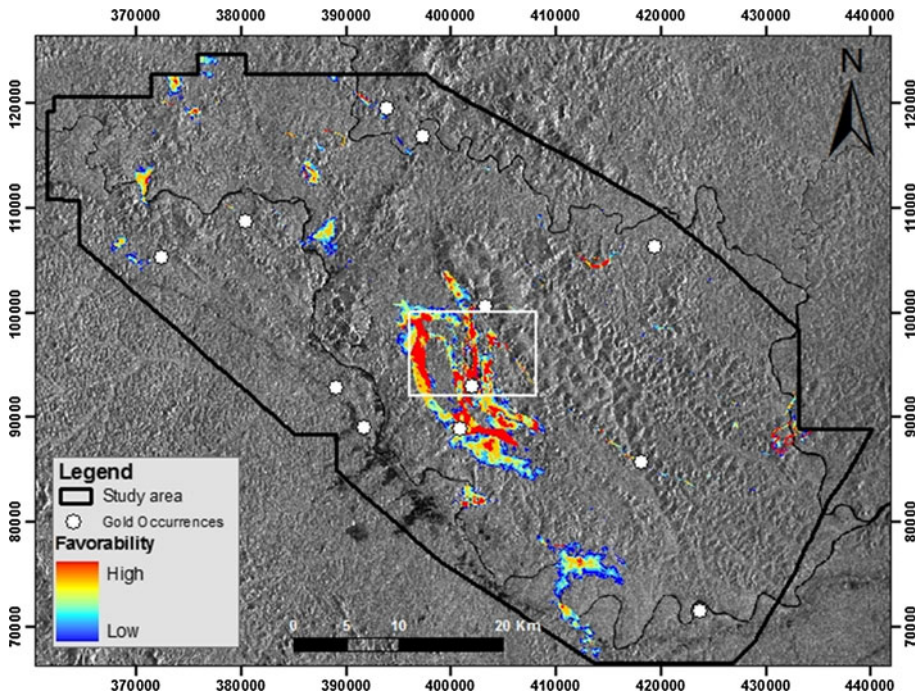 370000 380000 390000 400000 410000 420000 430000 440000
N
120000 120000
110000 110000
100000 100000
90000 90000
80000 80000
70000 70000
Legend
Study area
Gold Occurrences
Favorability
High
Low
0 5 10 20 Km
370000 380000 390000 400000 410000 420000 430000 440000